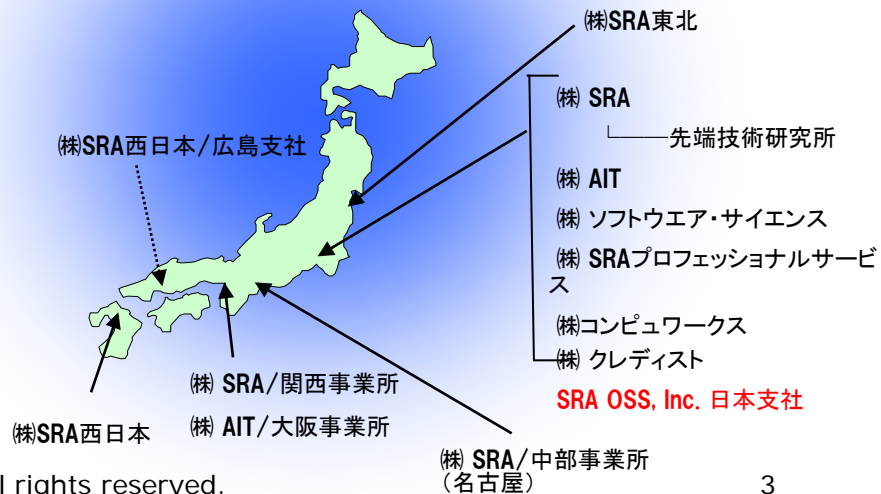 ㈱SRA東北
㈱ SRA
└───先端技術研究所
㈱SRA西日本/広島支社
㈱ AIT
㈱ ソフトウエア・サイエンス
㈱ SRAプロフェッショナルサービ
ス
㈱コンピュワークス
㈱ クレディスト
SRA OSS, Inc. 日本支社
㈱ SRA/関西事業所
㈱ AIT/大阪事業所
㈱SRA西日本
㈱ SRA/中部事業所
（名古屋）
l rights reserved.
3